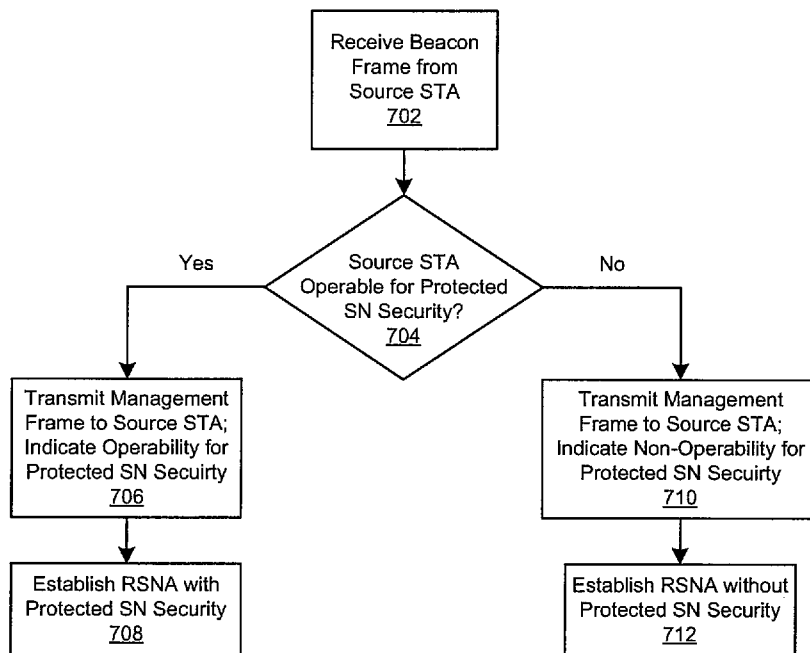 Receive Beacon
Frame from
Source STA
702
Yes
Source STA
Operable for Protected
SN Security?
704
No
Transmit Management
Frame to Source STA;
Indicate Operability for
Protected SN Secuirty
706
Transmit Management
Frame to Source STA;
Indicate Non-Operability for
Protected SN Secuirty
710
Establish RSNA with
Protected SN Security
708
Establish RSNA without
Protected SN Security
712